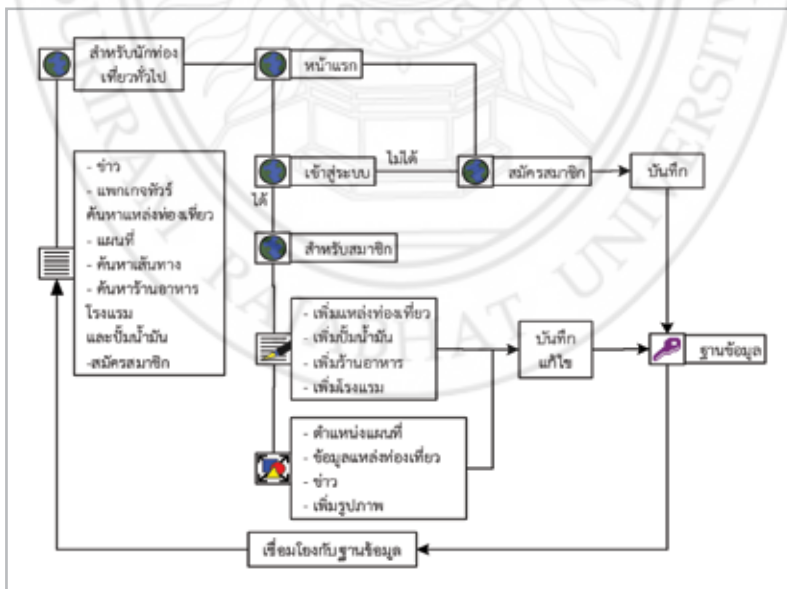 สำหรับนักท่อง
เที่ยวทั่วไป
หน้าแรก
ไม่ได้
เข้าสู่ระบบ
สมัครสมาชิก
บันทึก
ได้
สำหรับสมาชิก
- ข่าว
- แพกเกจทัวร์
ค้นหาแหล่งท่องเที่ยว
- แผนที่
- ค้นหาเส้นทาง
- ค้นหาร้านอาหาร
โรงแรม
และปั๊มน้ำมัน
-สมัครสมาชิก
- เพิ่มแหล่งท่องเที่ยว
- เพิ่มปั๊มน้ำมัน
- เพิ่มร้านอาหาร
- เพิ่มโรงแรม
บันทึก
แก้ไข
ฐานข้อมูล
- ตำแหน่งแผนที่
- ข้อมูลแหล่งท่องเที่ยว
- ข่าว
- เพิ่มรูปภาพ
เชื่อมโยงกับฐานข้อมูล
RAJABHAT UNIVERSITY